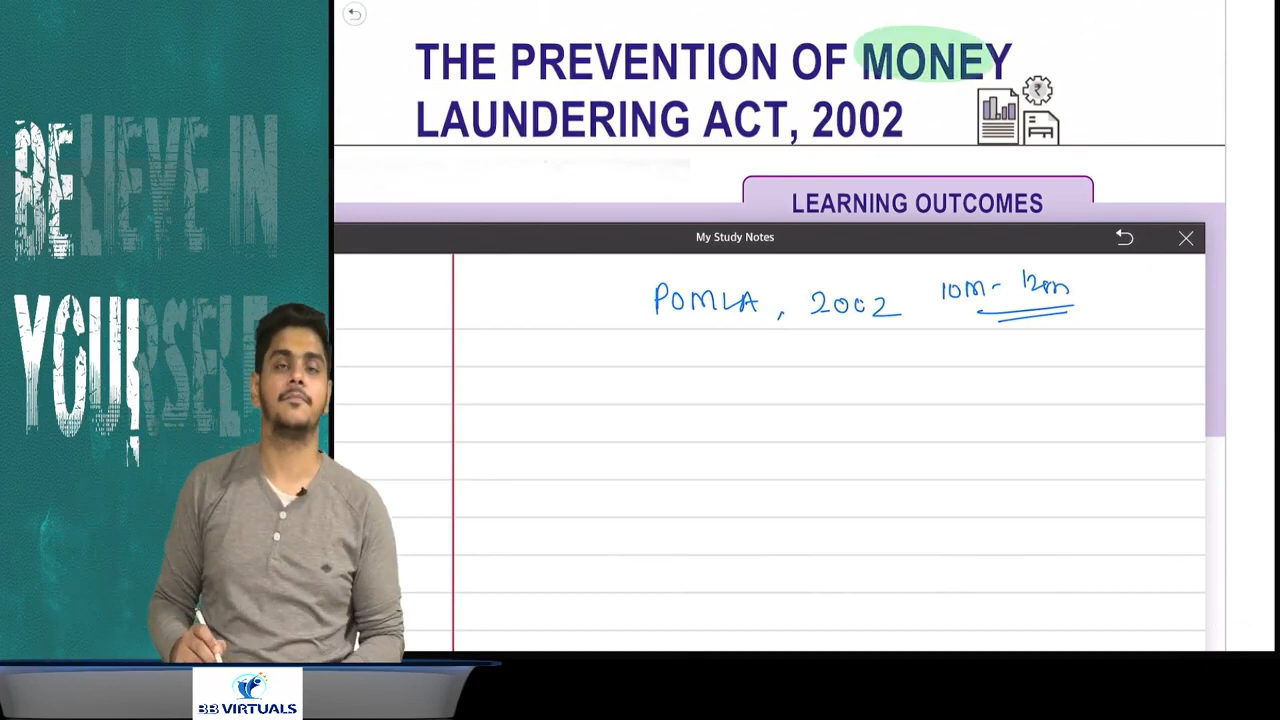 BELIEVE IN
YOURSELF
THE PREVENTION OF MONEY
LAUNDERING ACT, 2002
₹
LEARNING OUTCOMES
My Study Notes
POMLA, 2002 10M- 12m
BB VIRTUALS